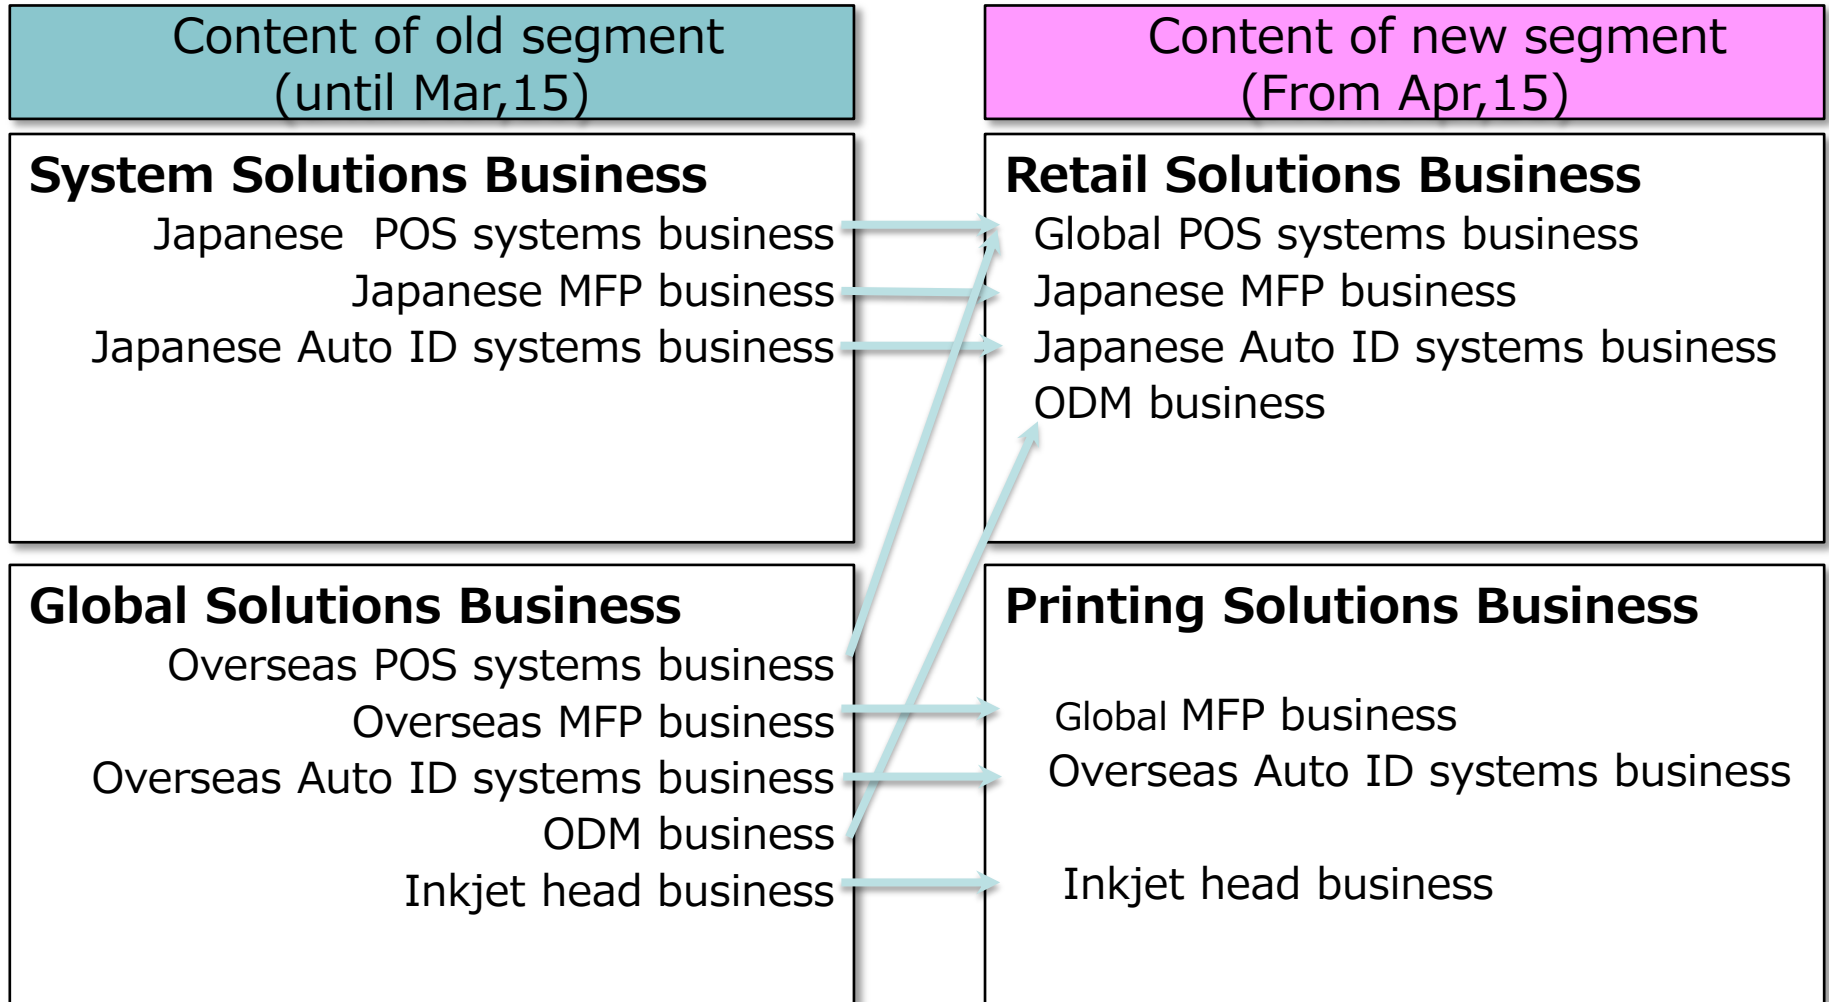 Content of old segment
(until Mar,15)
Content of new segment
(From Apr,15)
System Solutions Business
Japanese POS systems business
Japanese MFP business
Japanese Auto ID systems business
Retail Solutions Business
Global POS systems business
Japanese MFP business
Japanese Auto ID systems business
ODM business
Global Solutions Business
Overseas POS systems business
Overseas MFP business
Overseas Auto ID systems business
ODM business
Inkjet head business
Printing Solutions Business
Global MFP business
Overseas Auto ID systems business
Inkjet head business